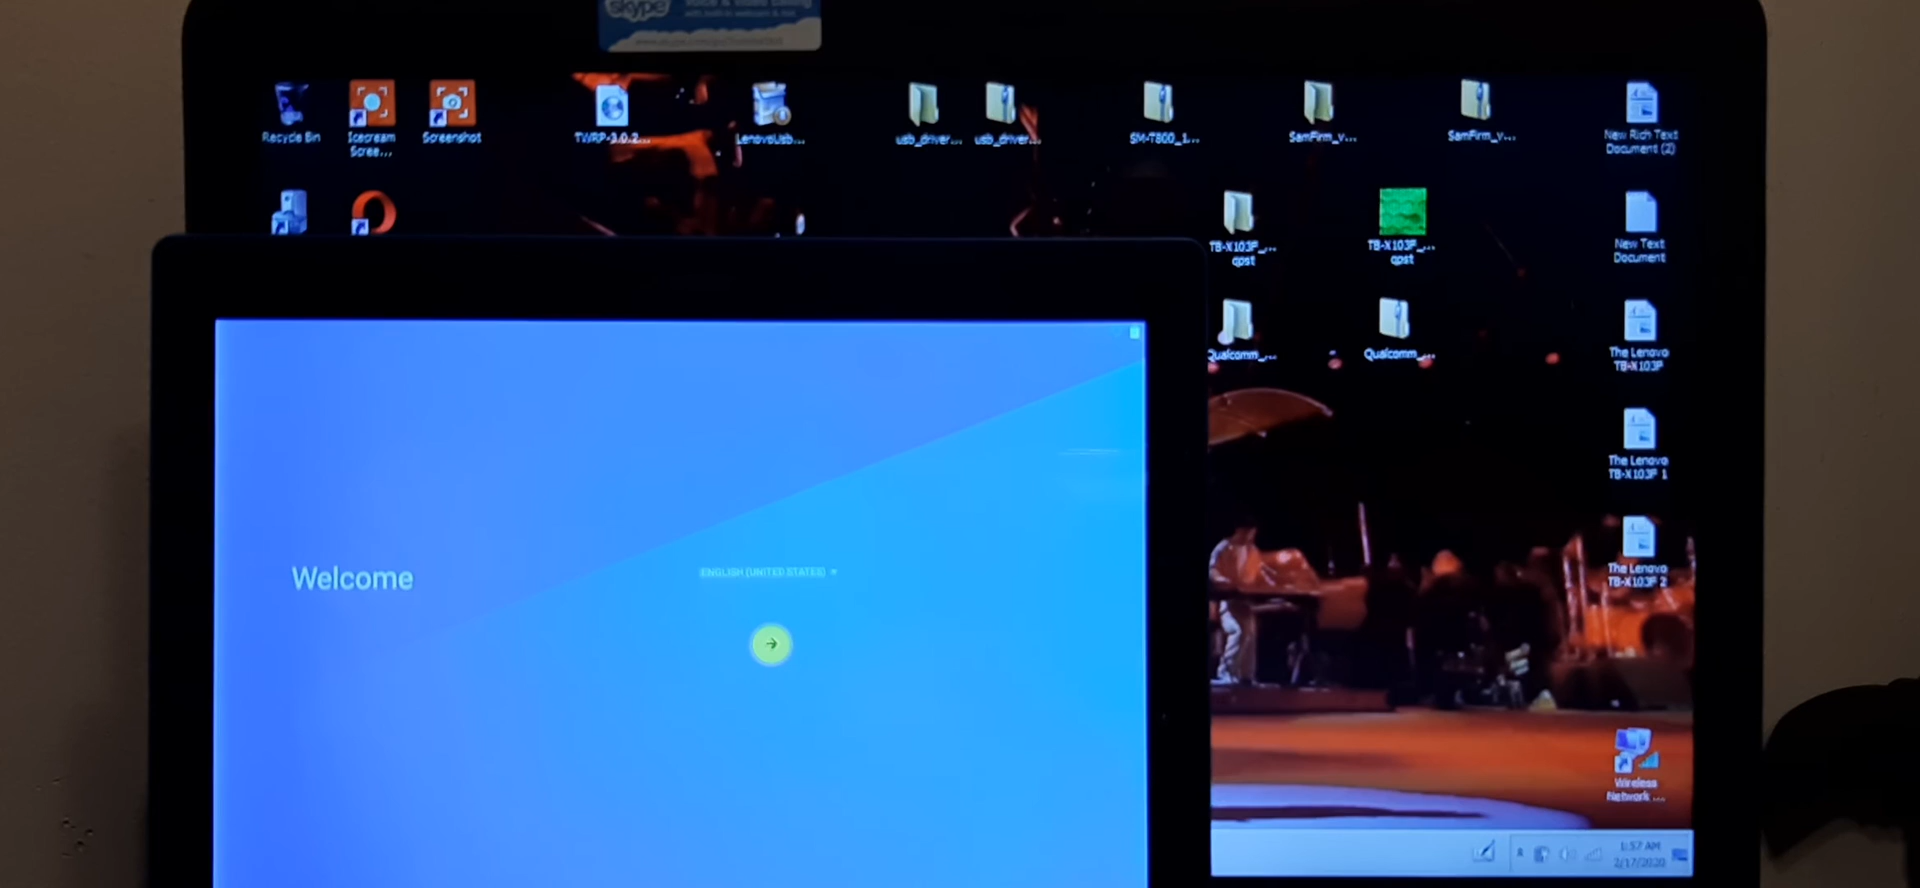 skype
Voice & Video Calling
Recycle Bin
Icecream
Scree...
Screenshot
TWRP-3.0.2...
LenovoUsb...
usb_driver...
usb_driver...
SM-T800_1...
SamFirm_v...
SamFirm_v...
New Rich Text
Document (2)
TB-X103F_...
qpst
TB-X103F_...
qpst
New Text
Document
Qualcomm_...
Qualcomm_...
The Lenovo
TB-X103F
The Lenovo
TB-X103F 1
The Lenovo
TB-X103F 2
Welcome
ENGLISH (UNITED STATES)
Wireless
Network ...
1:57 AM
2/17/2020